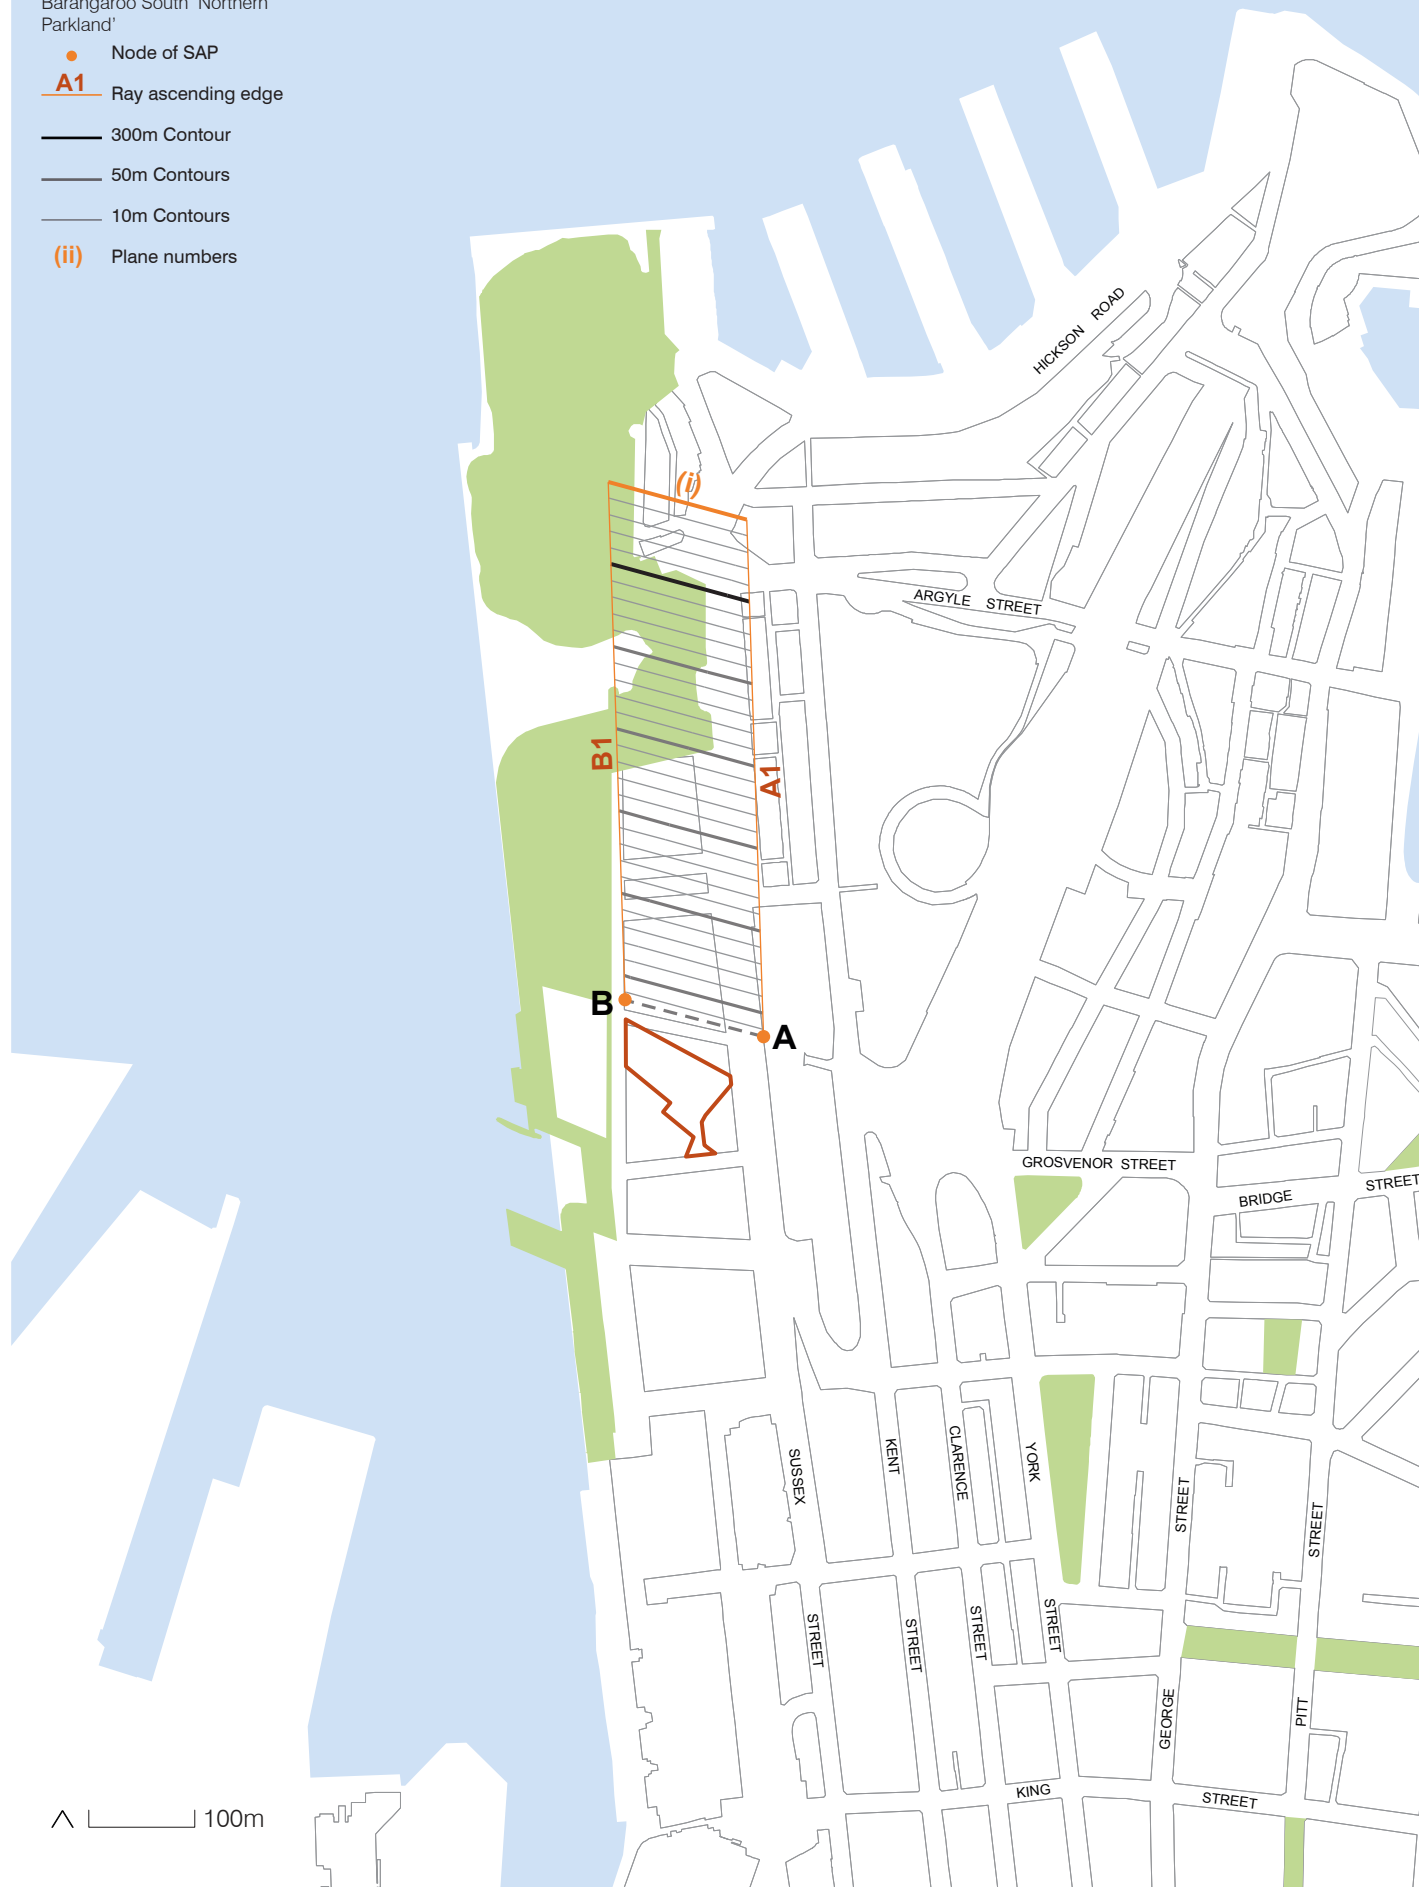 Barangaroo South 'Northern
Parkland'
Node of SAP
A1
Ray ascending edge
300m Contour
50m Contours
10m Contours
(ii)
Plane numbers
HICKSON ROAD
(i)
ARGYLE STREET
B1
A1
B
A
GROSVENOR STREET
BRIDGE
STREET
SUSSEX
KENT
CLARENCE
YORK
STREET
STREET
STREET
STREET
STREET
STREET
GEORGE
PITT
KING
STREET
100m